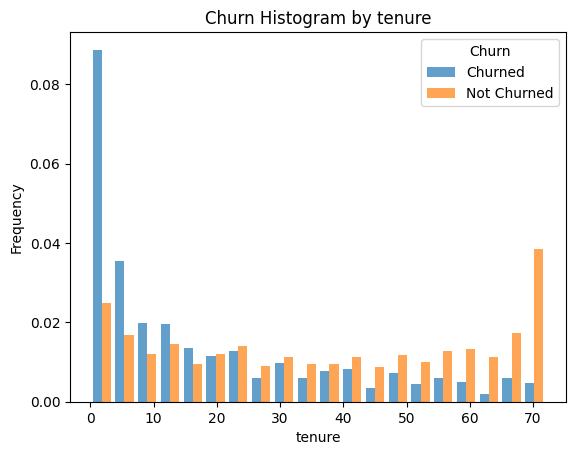 Churn Histogram by tenure
Churn
Churned
Not Churned
0.08
0.06
0.04
0.02
0.00
Frequency
0 10 20 30 40 50 60 70
tenure